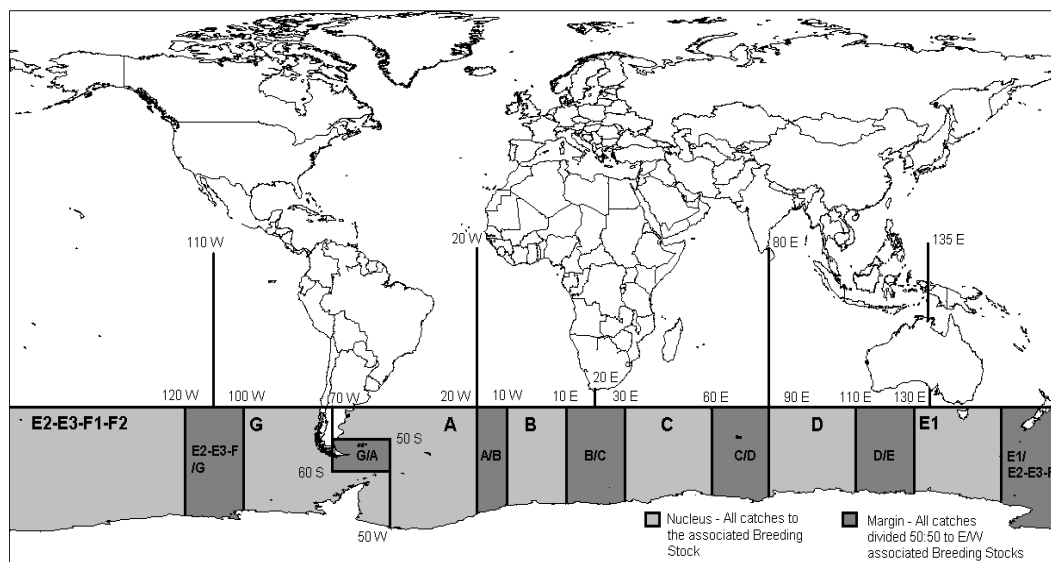 110 W
20 W
80 E
135 E
120 W
100 W
70 W
20 W
10 W
10 E
20 E
30 E
60 E
90 E
110 E
130 E
E2-E3-F1-F2
G
A
B
C
D
E1
50 S
E2-E3-F
/G
G/A
A/B
B/C
C/D
D/E
E1/
E2-E3-F
60 S
50 W
Nucleus - All catches to
the associated Breeding
Stock
Margin - All catches
divided 50:50 to E/W
associated Breeding Stocks